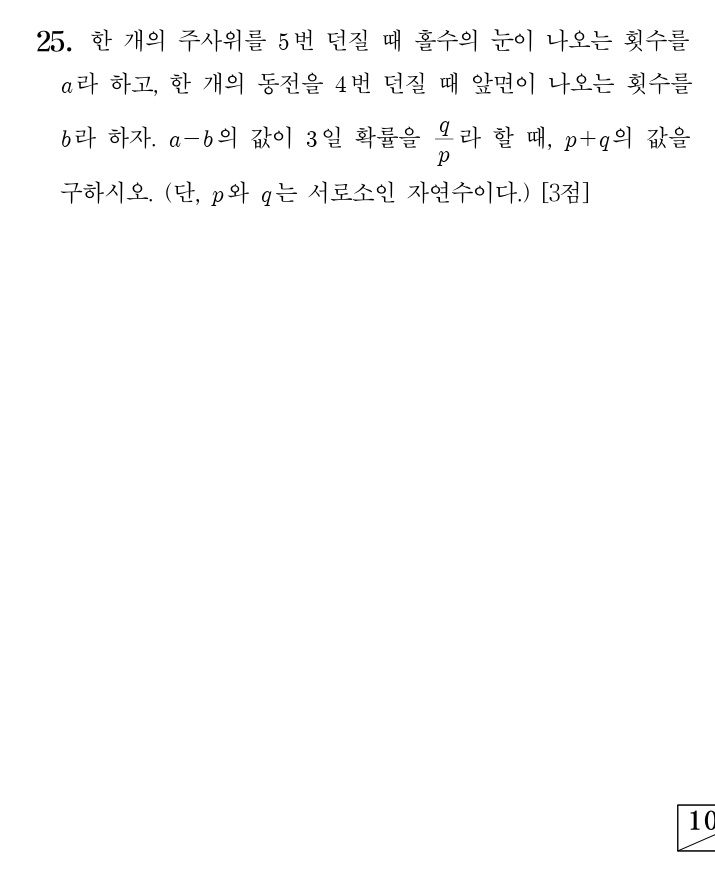 25. 한 개의 주사위를 5번 던질 때 홀수의 눈이 나오는 횟수를
a라 하고, 한 개의 동전을 4번 던질 때 앞면이 나오는 횟수를
b라 하자. a−b의 값이 3일 확률을 q/p라 할 때, p+q의 값을
구하시오. (단, p와 q는 서로소인 자연수이다.) [3점]
10